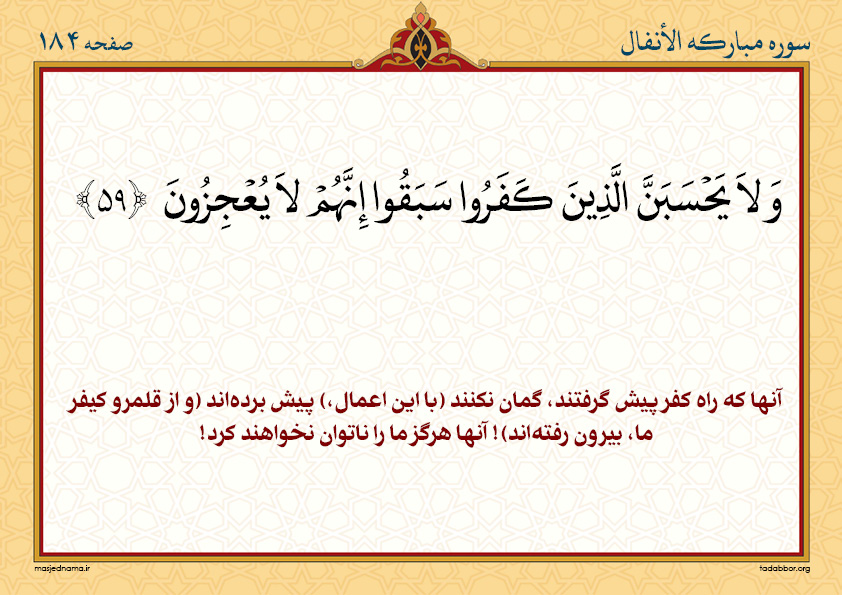 سوره مبارکه الأنفال
صفحه ۱۸۴
وَلاَ يَحْسَبَنَّ الَّذِينَ كَفَرُوا سَبَقُوا إِنَّهُمْ لاَ يُعْجِزُونَ ﴿۵۹﴾
آنها که راه کفر پیش گرفتند، گمان نکنند (با این اعمال،) پیش برده‌اند (و از قلمرو کیفر
ما، بیرون رفته‌اند)! آنها هرگز ما را ناتوان نخواهند کرد!
masjednama.ir
tadabbor.org